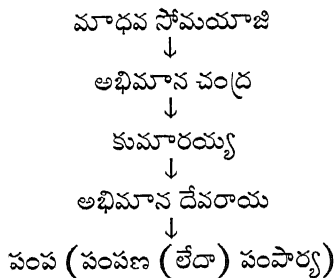 మాధవ సోమయాజి
↓
అభిమాన చంద్ర
↓
కుమారయ్య
↓
అభిమాన దేవరాయ
↓
పంప (పంపణ (లేదా) పంపార్య)